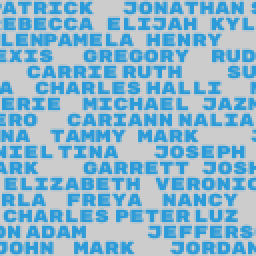 PATRICK JONATHAN S
REBECCA ELIJAH KYL
LENPAMELA HENRY
EXIS GREGORY RUD
CARRIE RUTH SU
A CHARLES HALLI
ERIE MICHAEL JAZM
ERO CARIANN NALIA
NA TAMMY MARK
NIEL TINA JOSEPH
ARK GARRETT JOSH
ELIZABETH VERONIC
RLA FREYA NANCY
CHARLES PETER LUZ
ON ADAM JEFFERS
JOHN MARK JORDAN